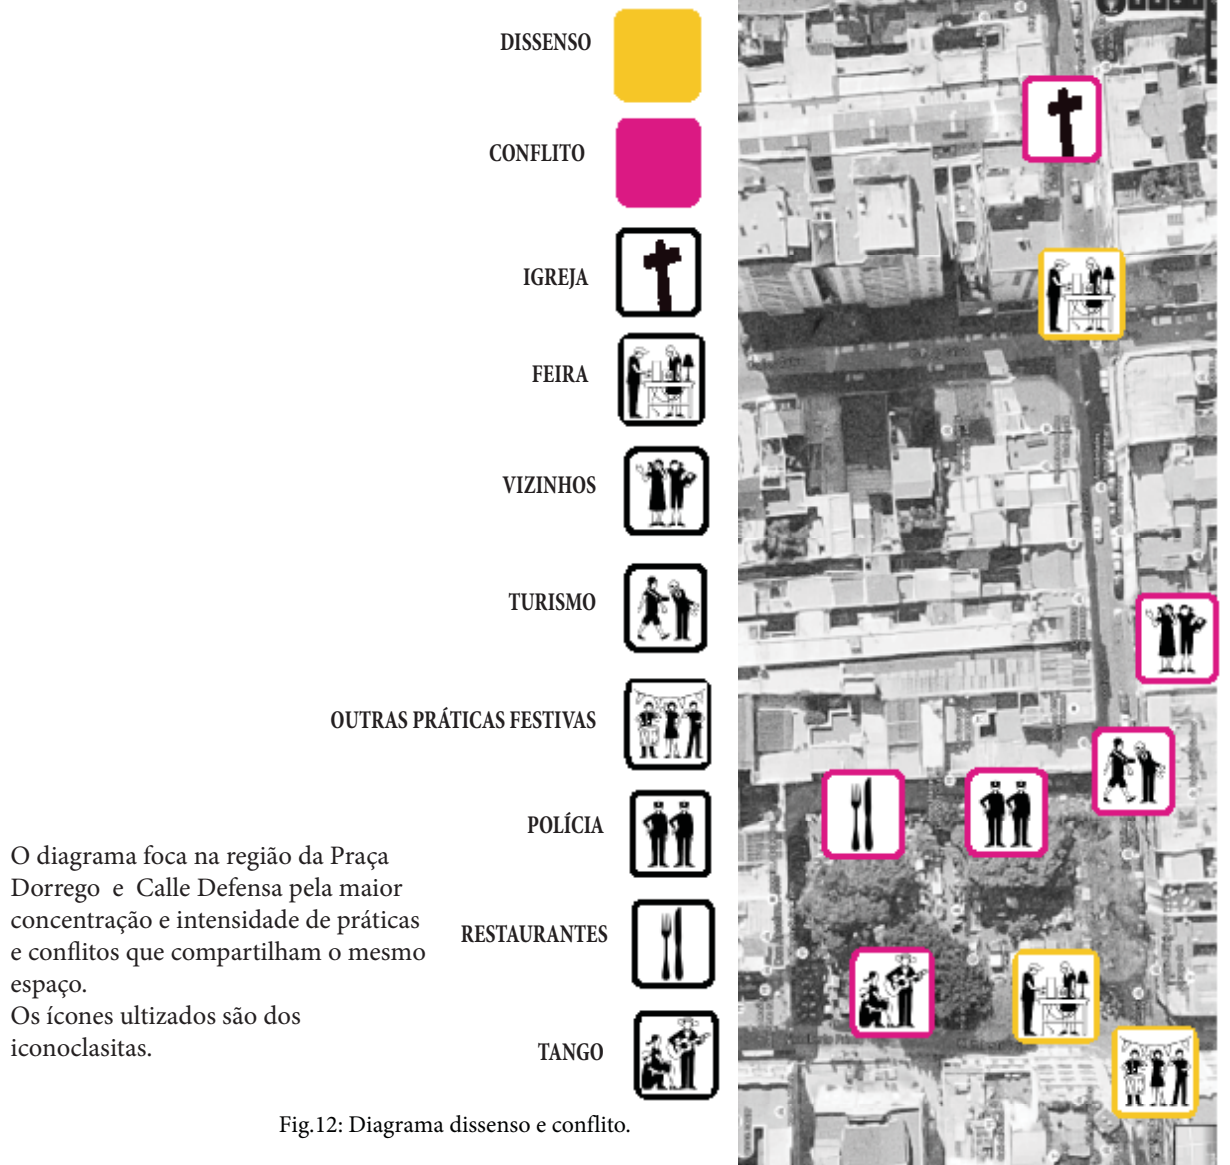 DISSENSO
CONFLITO
IGREJA
FEIRA
VIZINHOS
TURISMO
OUTRAS PRÁTICAS FESTIVAS
POLÍCIA
RESTAURANTES
TANGO
O diagrama foca na região da Praça
Dorrego e Calle Defensa pela maior
concentração e intensidade de práticas
e conflitos que compartilham o mesmo
espaço.
Os ícones ultizados são dos
iconoclasitas.
Fig.12: Diagrama dissenso e conflito.